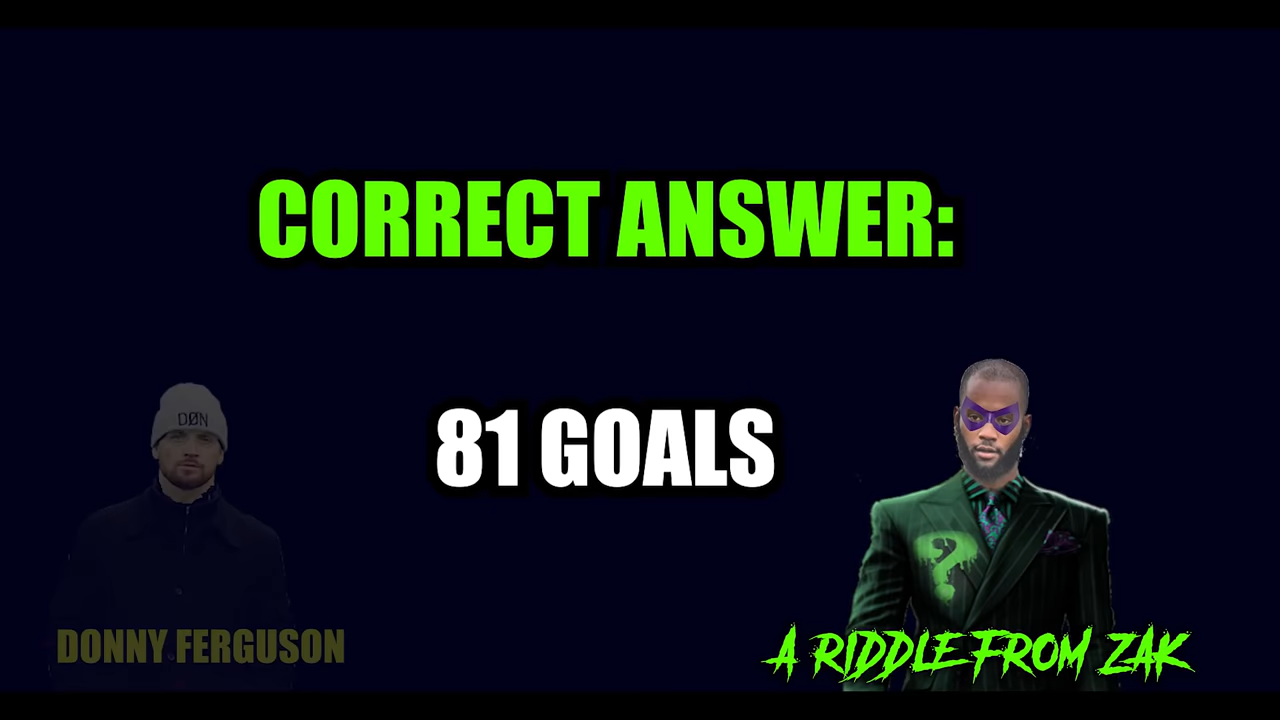 CORRECT ANSWER:
81 GOALS
DØN
DONNY FERGUSON
A RIDDLE FROM ZAK
?